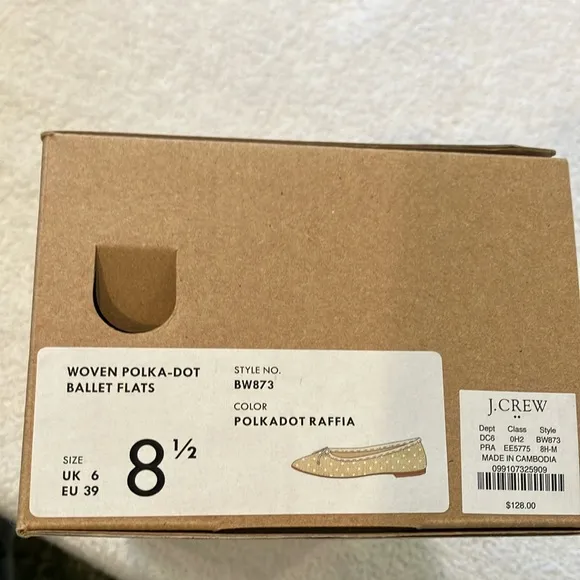 WOVEN POLKA-DOT
BALLET FLATS
STYLE NO.
BW873
COLOR
POLKADOT RAFFIA
SIZE
UK 6
EU 39
8 ½
J.CREW
Dept Class Style
DC6 0H2 BW873
PRA EE5775 8H-M
MADE IN CAMBODIA
099107325909
$128.00